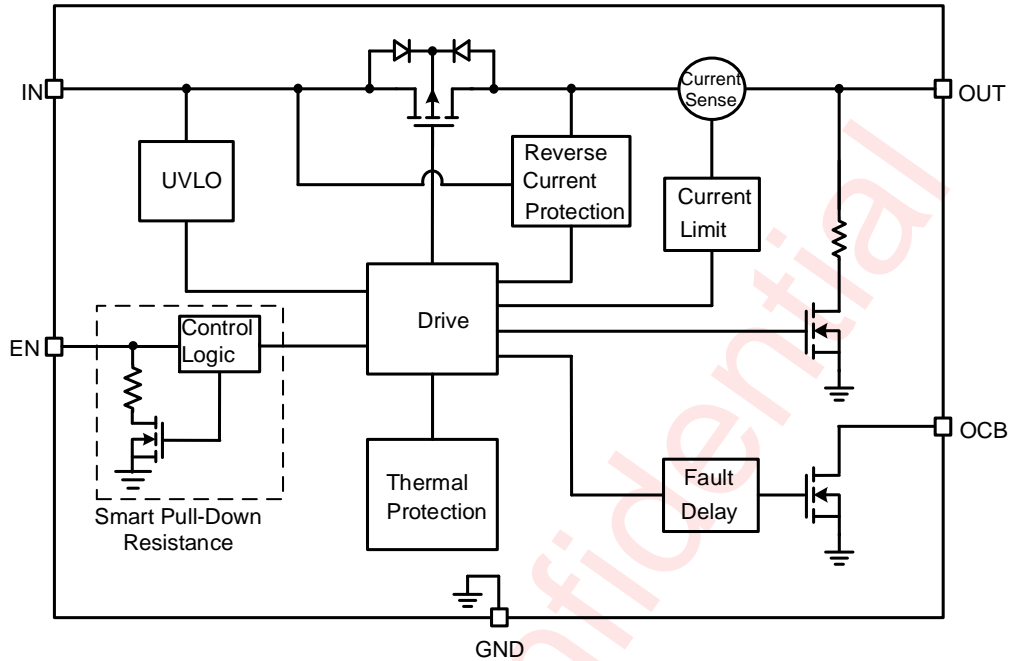 IN
Current
Sense
OUT
UVLO
Reverse
Current
Protection
Current
Limit
Drive
EN
Control
Logic
OCB
Thermal
Protection
Fault
Delay
Smart Pull-Down
Resistance
GND
nfidential